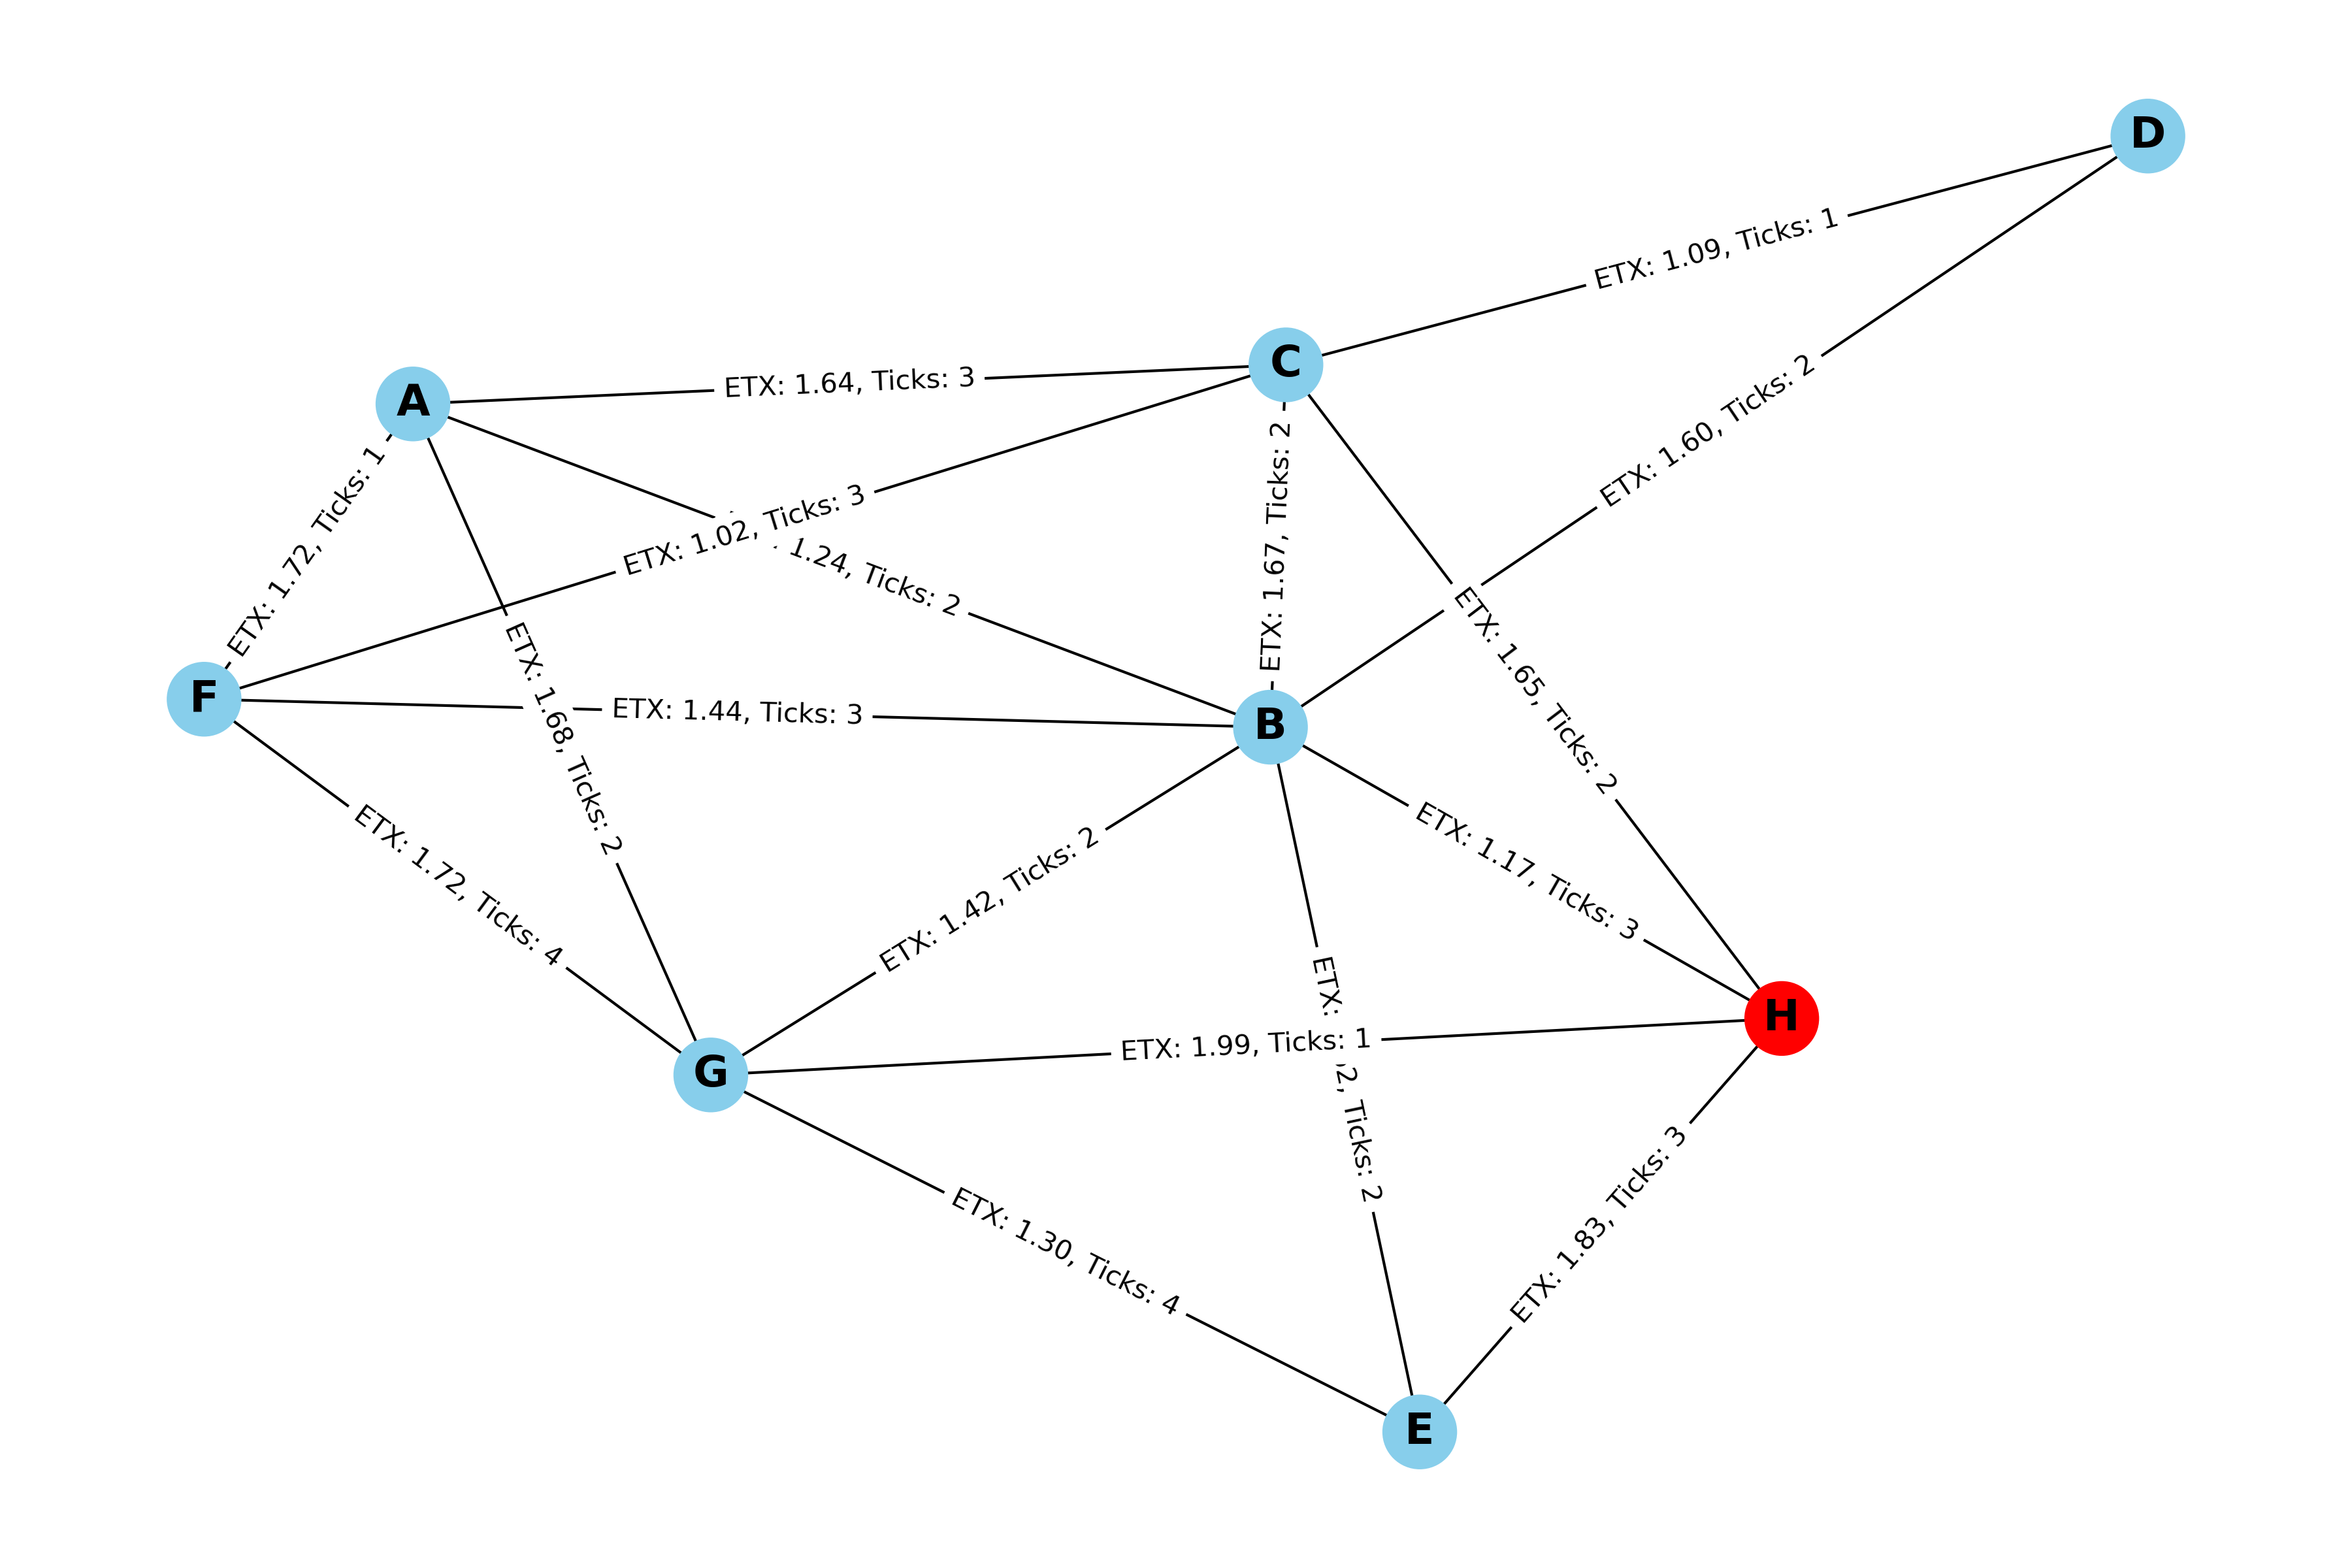 D
ETX: 1.09, Ticks: 1
C
ETX: 1.64, Ticks: 3
A
ETX: 1.60, Ticks: 2
ETX: 1.67, Ticks: 2
ETX: 1.72, Ticks: 1
ETX: 1.02, Ticks: 3
1.24, Ticks: 2
ETX: 1.65, Ticks: 2
F
ETX: 1.68, Ticks: 2
ETX: 1.44, Ticks: 3
B
ETX: 1.72, Ticks: 4
ETX: 1.42, Ticks: 2
ETX: 1.17, Ticks: 3
H
ETX: 1.99, Ticks: 1
G
ETX: Ticks: 2
ETX: 1.83, Ticks: 3
ETX: 1.30, Ticks: 4
E